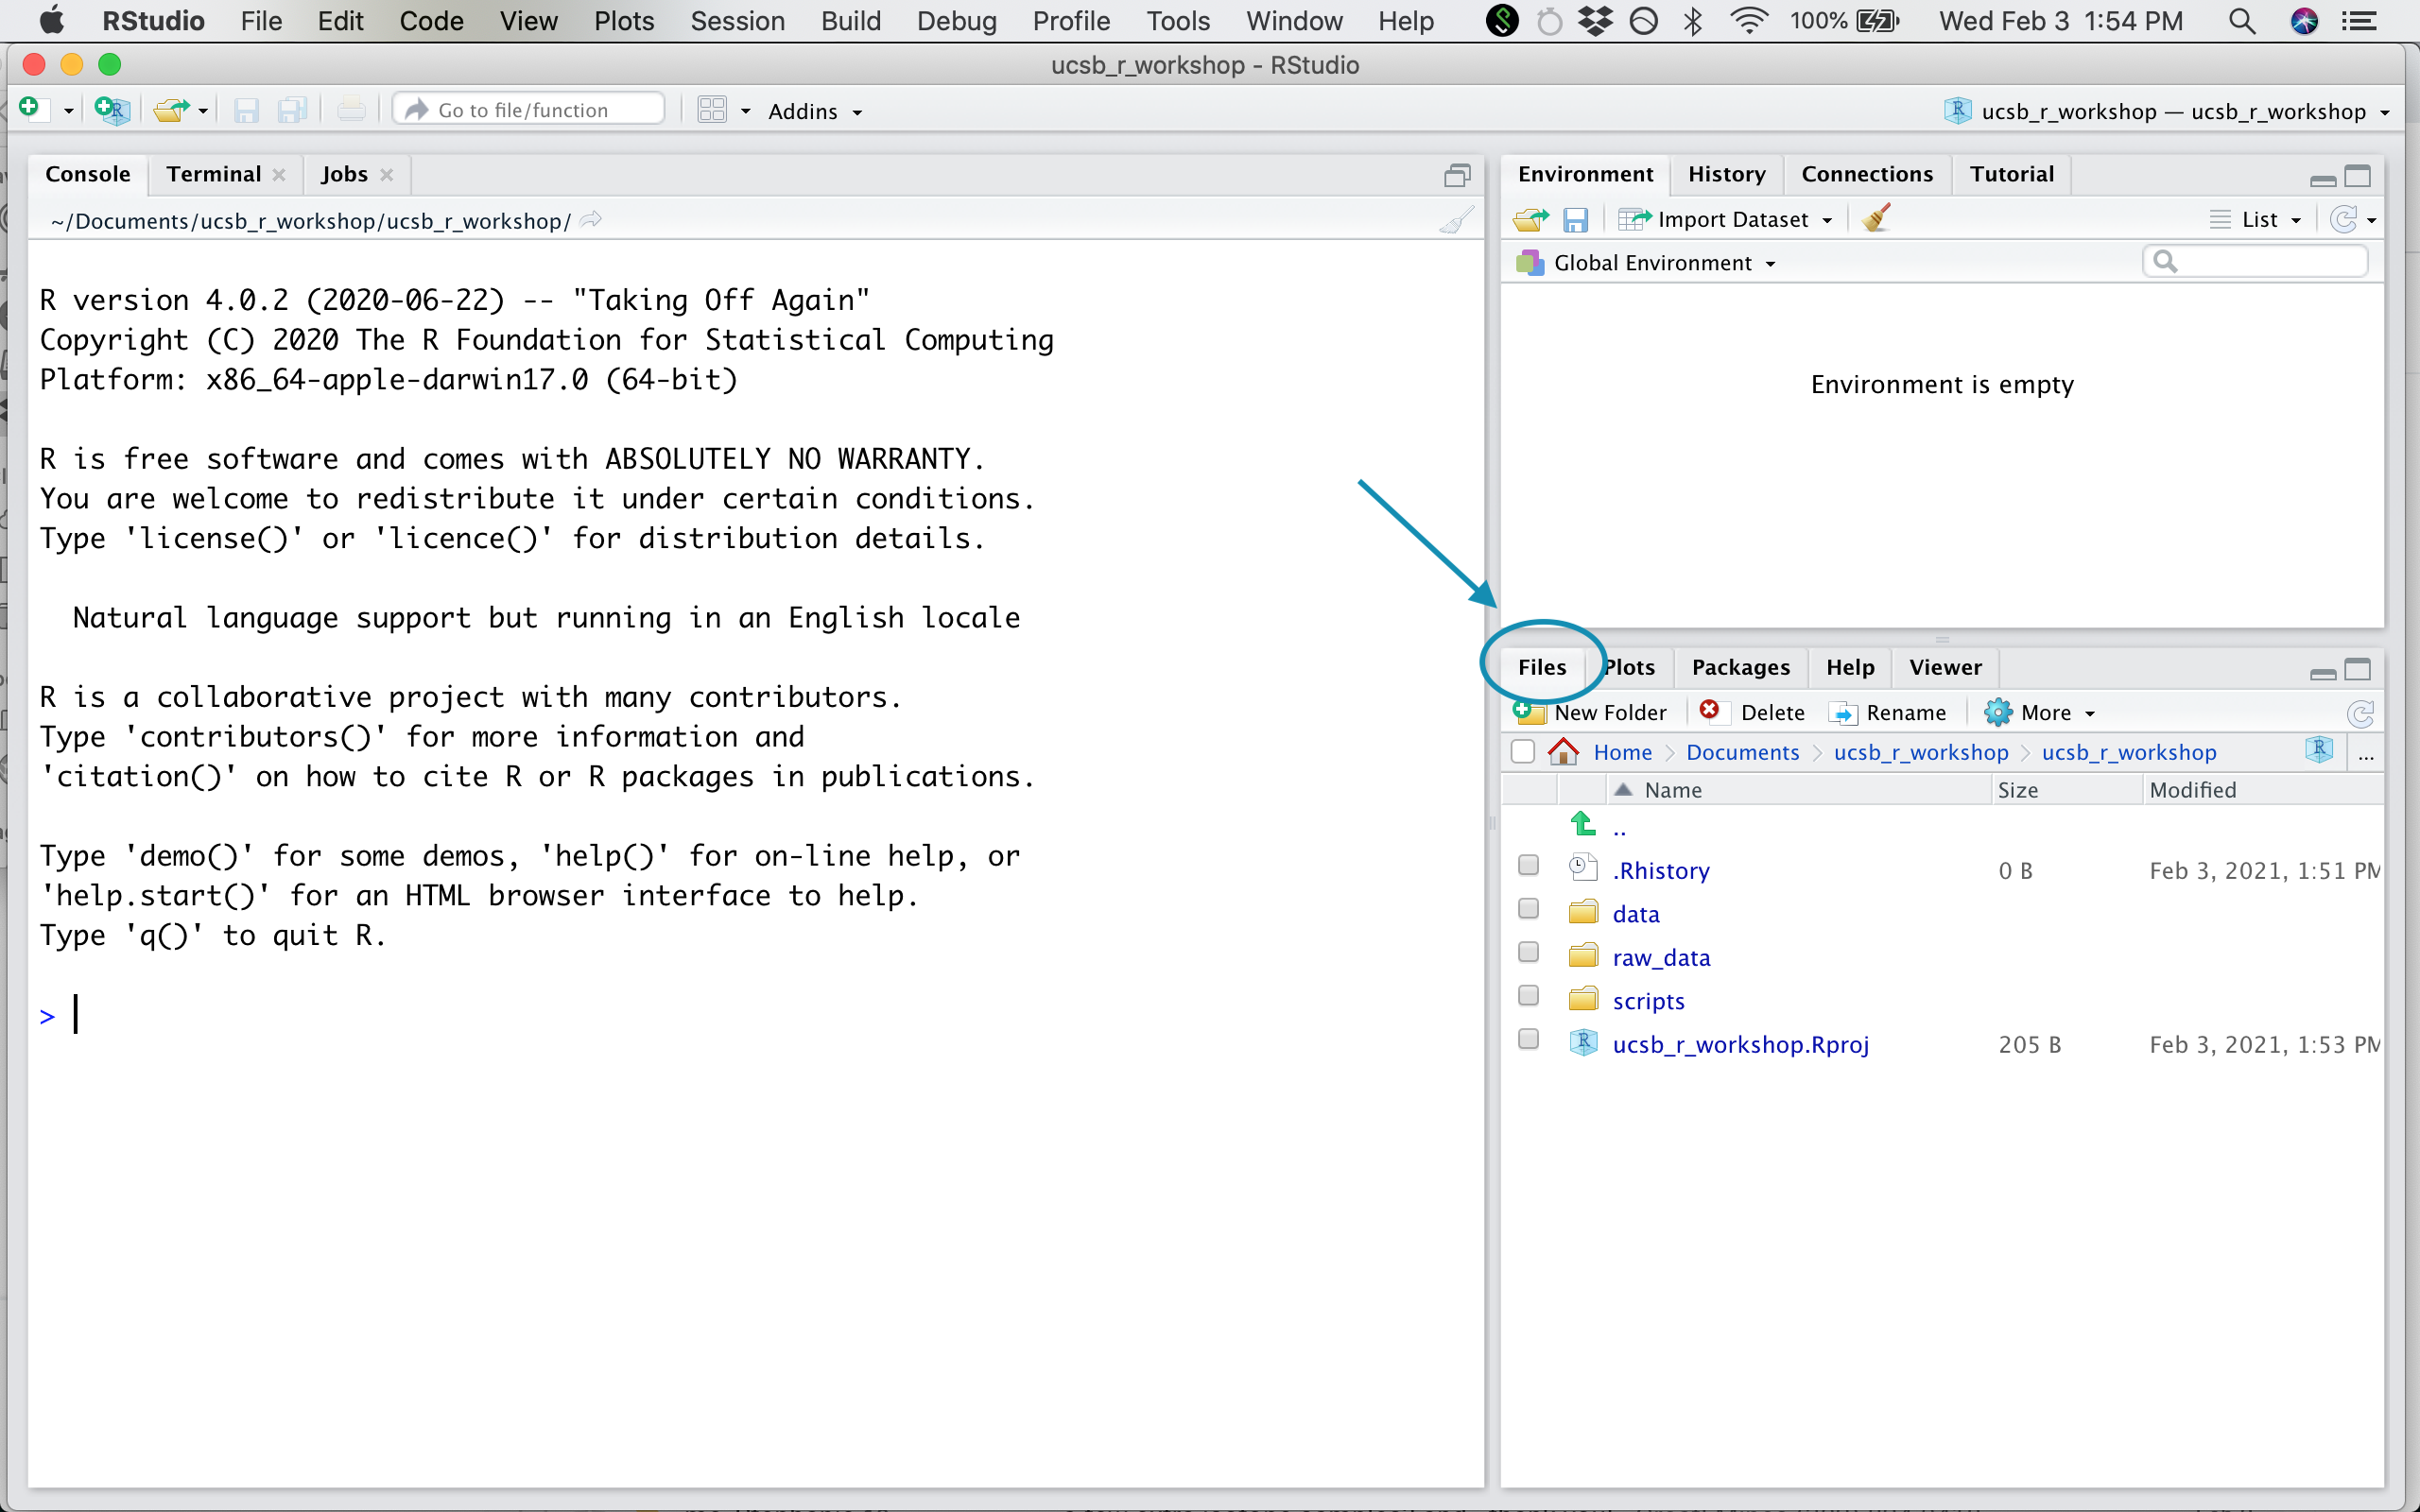 RStudio File Edit Code View Plots Session Build Debug Profile Tools Window Help 100% Wed Feb 3 1:54 PM
ucsb_r_workshop - RStudio
Go to file/function Addins ucsb_r_workshop — ucsb_r_workshop
Console Terminal Jobs
~/Documents/ucsb_r_workshop/ucsb_r_workshop/
R version 4.0.2 (2020-06-22) -- "Taking Off Again"
Copyright (C) 2020 The R Foundation for Statistical Computing
Platform: x86_64-apple-darwin17.0 (64-bit)
R is free software and comes with ABSOLUTELY NO WARRANTY.
You are welcome to redistribute it under certain conditions.
Type 'license()' or 'licence()' for distribution details.
Natural language support but running in an English locale
R is a collaborative project with many contributors.
Type 'contributors()' for more information and
'citation()' on how to cite R or R packages in publications.
Type 'demo()' for some demos, 'help()' for on-line help, or
'help.start()' for an HTML browser interface to help.
Type 'q()' to quit R.
>
Environment History Connections Tutorial
Import Dataset List
Global Environment
Environment is empty
Files Plots Packages Help Viewer
New Folder Delete Rename More
Home Documents ucsb_r_workshop ucsb_r_workshop ...
Name Size Modified
..
.Rhistory 0 B Feb 3, 2021, 1:51 PM
data
raw_data
scripts
ucsb_r_workshop.Rproj 205 B Feb 3, 2021, 1:53 PM